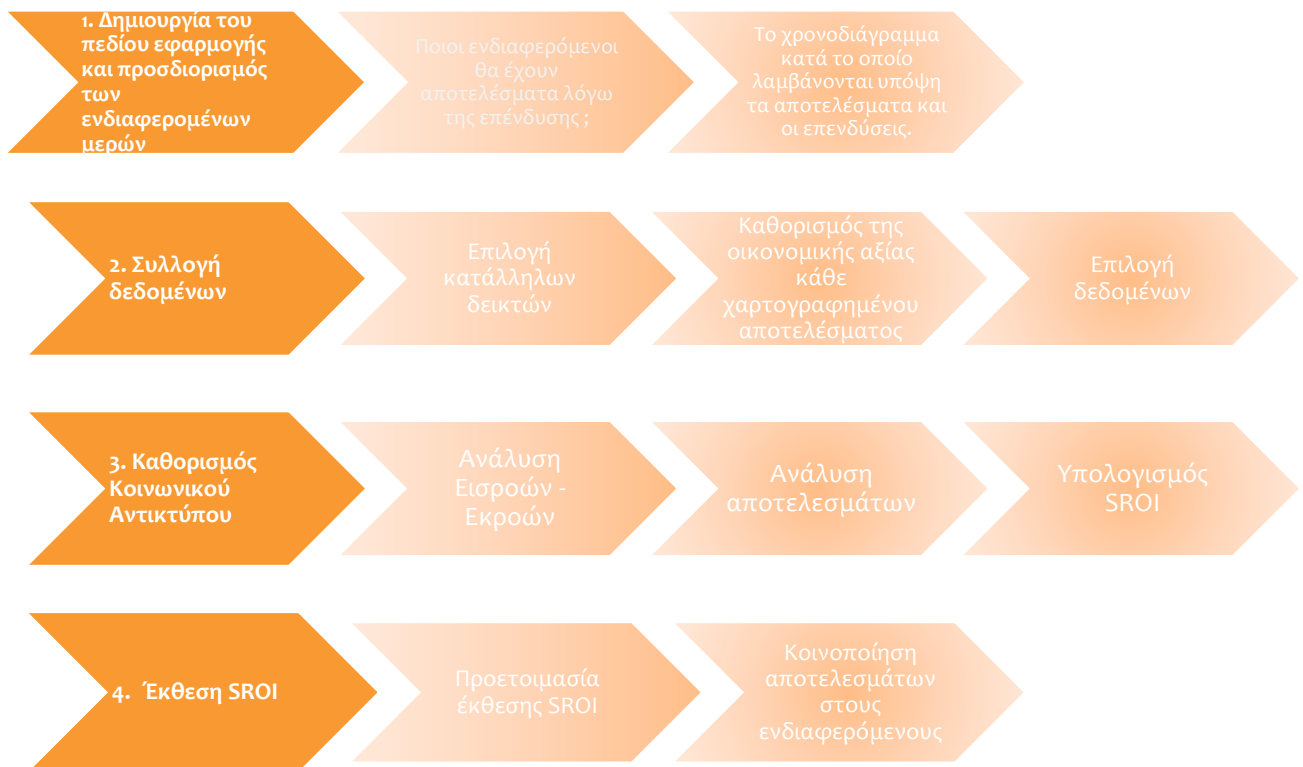 1. Δημιουργία του
πεδίου εφαρμογής
και προσδιορισμός
των
ενδιαφερομένων
μερών
Ποιοι ενδιαφερόμενοι
θα έχουν
αποτελέσματα λόγω
της επένδυσης ;
Το χρονοδιάγραμμα
κατά το οποίο
λαμβάνονται υπόψη
τα αποτελέσματα και
οι επενδύσεις.
2. Συλλογή
δεδομένων
Επιλογή
κατάλληλων
δεικτών
Καθορισμός της
οικονομικής αξίας
κάθε
χαρτογραφημένου
αποτελέσματος
Επιλογή
δεδομένων
3. Καθορισμός
Κοινωνικού
Αντικτύπου
Ανάλυση
Εισροών -
Εκροών
Ανάλυση
αποτελεσμάτων
Υπολογισμός
SROI
4. Έκθεση SROI
Προετοιμασία
έκθεσης SROI
Κοινοποίηση
αποτελεσμάτων
στους
ενδιαφερόμενους